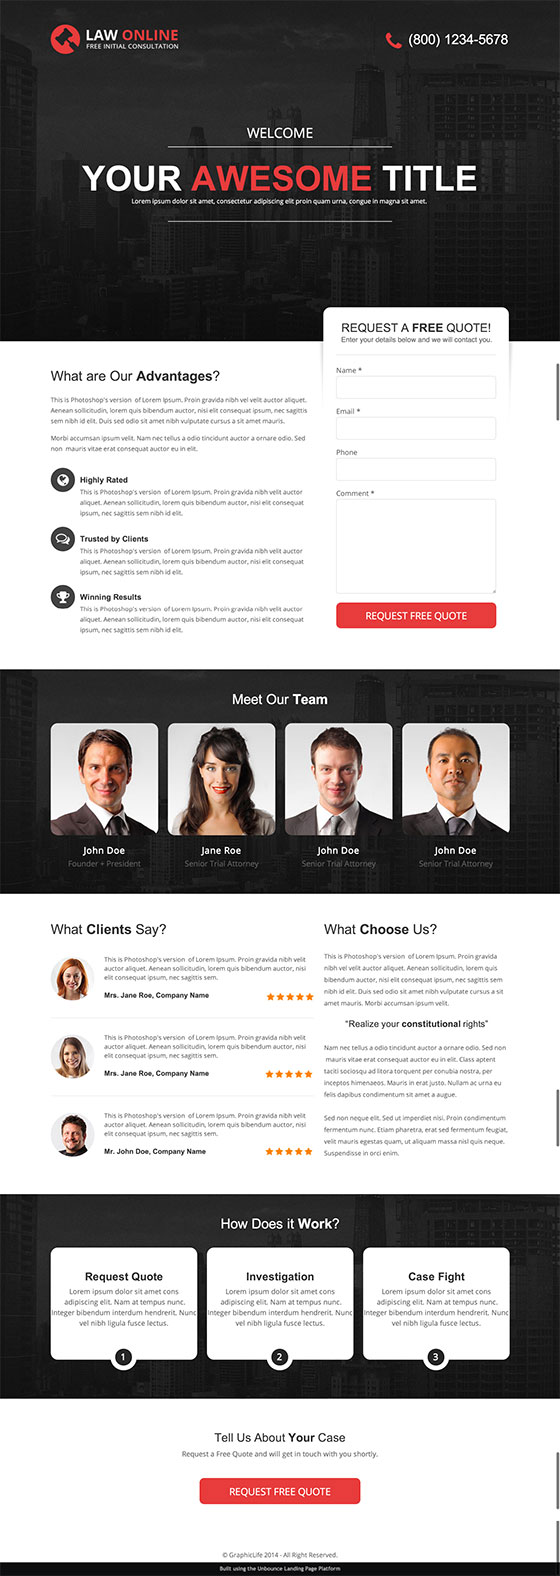 LAW ONLINE
FREE INITIAL CONSULTATION
(800) 1234-5678
WELCOME
YOUR AWESOME TITLE
Lorem ipsum dolor sit amet, consectetur adipiscing elit proin quam urna, congue in magna sit amet.
REQUEST A FREE QUOTE!
Enter your details below and we will contact you.
Name *
Email *
Phone
Comment *
REQUEST FREE QUOTE
What are Our Advantages?
This is Photoshop's version of Lorem Ipsum. Proin gravida nibh velit auctor aliquet.
Aenean sollicitudin, lorem quis bibendum auctor, nisi elit consequat ipsum, nec sagittis
sem nibh id elit. Duis sed odio sit amet nibh vulputate cursus a sit amet mauris.
Morbi accumsan ipsum velit. Nam nec tellus a odio tincidunt auctor a ornare odio. Sed
non mauris vitae erat consequat auctor eu in elit.
Highly Rated
This is Photoshop's version of Lorem Ipsum. Proin gravida nibh velit auctor
aliquet. Aenean sollicitudin, lorem quis bibendum auctor, nisi elit consequat
ipsum, nec sagittis sem nibh id elit.
Trusted by Clients
This is Photoshop's version of Lorem Ipsum. Proin gravida nibh velit auctor
aliquet. Aenean sollicitudin, lorem quis bibendum auctor, nisi elit consequat
ipsum, nec sagittis sem nibh id elit.
Winning Results
This is Photoshop's version of Lorem Ipsum. Proin gravida nibh velit auctor
aliquet. Aenean sollicitudin, lorem quis bibendum auctor, nisi elit consequat
ipsum, nec sagittis sem nibh id elit.
Meet Our Team
John Doe
Founder + President
Jane Roe
Senior Trial Attorney
John Doe
Senior Trial Attorney
John Doe
Senior Trial Attorney
What Clients Say?
This is Photoshop's version of Lorem Ipsum. Proin gravida nibh velit
auctor aliquet. Aenean sollicitudin, lorem quis bibendum auctor, nisi elit
consequat ipsum, nec sagittis sem.
Mrs. Jane Roe, Company Name
This is Photoshop's version of Lorem Ipsum. Proin gravida nibh velit
auctor aliquet. Aenean sollicitudin, lorem quis bibendum auctor, nisi elit
consequat ipsum, nec sagittis sem.
Mrs. Jane Roe, Company Name
This is Photoshop's version of Lorem Ipsum. Proin gravida nibh velit
auctor aliquet. Aenean sollicitudin, lorem quis bibendum auctor, nisi elit
consequat ipsum, nec sagittis sem.
Mr. John Doe, Company Name
What Choose Us?
This is Photoshop's version of Lorem Ipsum. Proin gravida nibh velit
auctor aliquet. Aenean sollicitudin, lorem quis bibendum auctor, nisi
elit consequat ipsum, nec sagittis sem
nibh id elit. Duis sed odio sit amet nibh vulputate cursus a sit
amet mauris. Morbi accumsan ipsum velit.
“Realize your constitutional rights”
Nam nec tellus a odio tincidunt auctor a ornare odio. Sed non
mauris vitae erat consequat auctor eu in elit. Class aptent
taciti sociosqu ad litora torquent per conubia nostra, per
inceptos himenaeos. Mauris in erat justo. Nullam ac urna eu
felis dapibus condimentum sit amet a augue.
Sed non neque elit. Sed ut imperdiet nisi. Proin condimentum
fermentum nunc. Etiam pharetra, erat sed fermentum feugiat,
velit mauris egestas quam, ut aliquam massa nisl quis neque.
Suspendisse in orci enim.
How Does it Work?
Request Quote
Lorem ipsum dolor sit amet cons
adipiscing elit. Nam at tempus nunc.
Integer bibendum intum hendrerit. Nunc
vel nibh ligula fusce lectus.
1
Investigation
Lorem ipsum dolor sit amet cons
adipiscing elit. Nam at tempus nunc.
Integer bibendum intum hendrerit. Nunc
vel nibh ligula fusce lectus.
2
Case Fight
Lorem ipsum dolor sit amet cons
adipiscing elit. Nam at tempus nunc.
Integer bibendum intum hendrerit. Nunc
vel nibh ligula fusce lectus.
3
Tell Us About Your Case
Request a Free Quote and will get in touch with you shortly.
REQUEST FREE QUOTE
© GraphicLife 2014 - All Right Reserved.
Built using the Unbounce Landing Page Platform